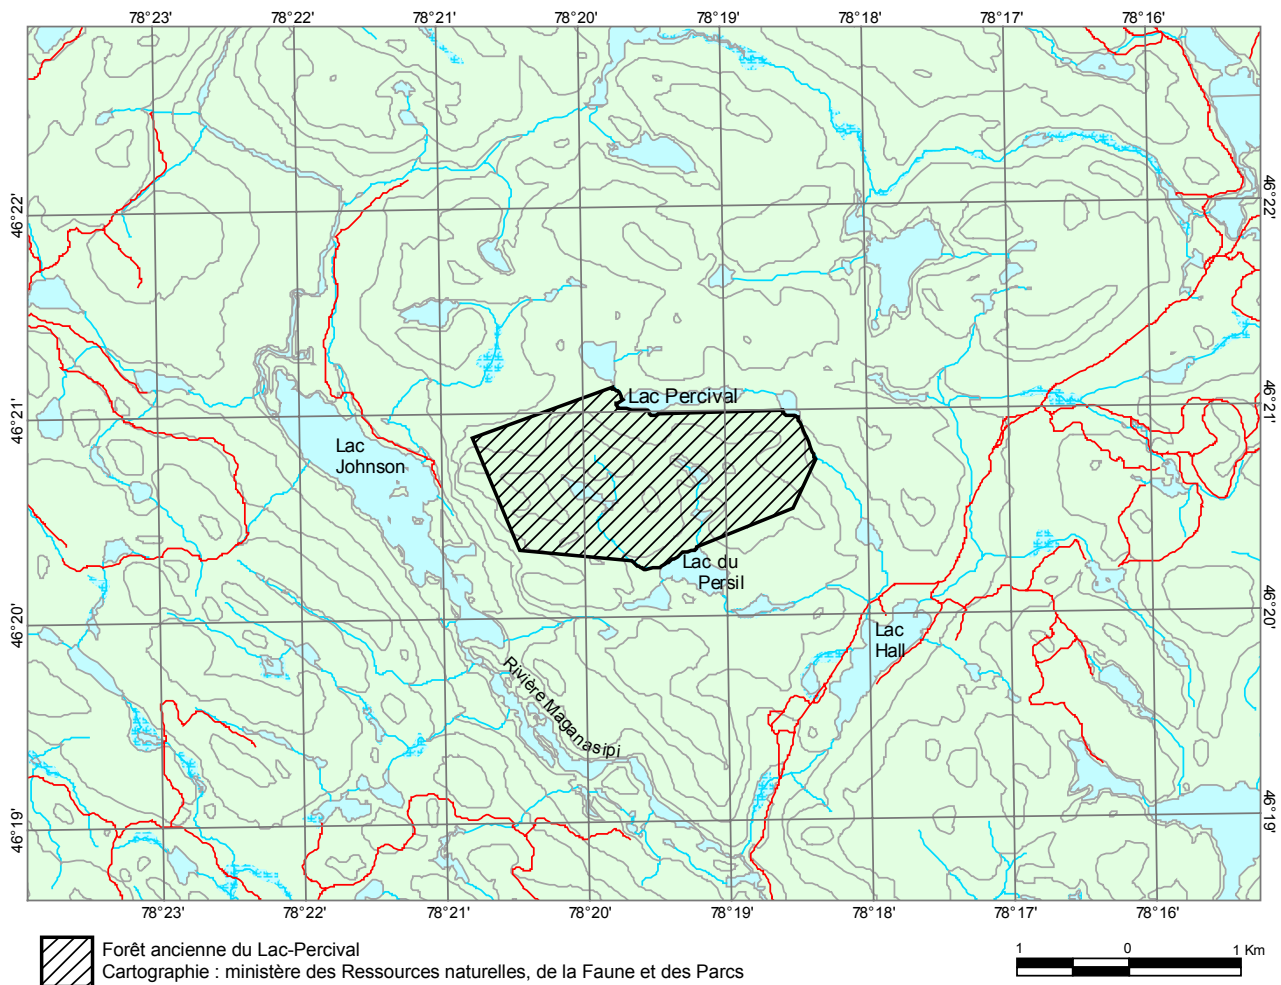 78°23' 78°22' 78°21' 78°20' 78°19' 78°18' 78°17' 78°16'
46°22' 46°22'
46°21' 46°21'
Lac Percival
Lac
Johnson
Lac du
Persil
46°20' 46°20'
Lac
Hall
Rivière Maganasipi
46°19' 46°19'
78°23' 78°22' 78°21' 78°20' 78°19' 78°18' 78°17' 78°16'
Forêt ancienne du Lac-Percival
Cartographie : ministère des Ressources naturelles, de la Faune et des Parcs
1 0 1 Km